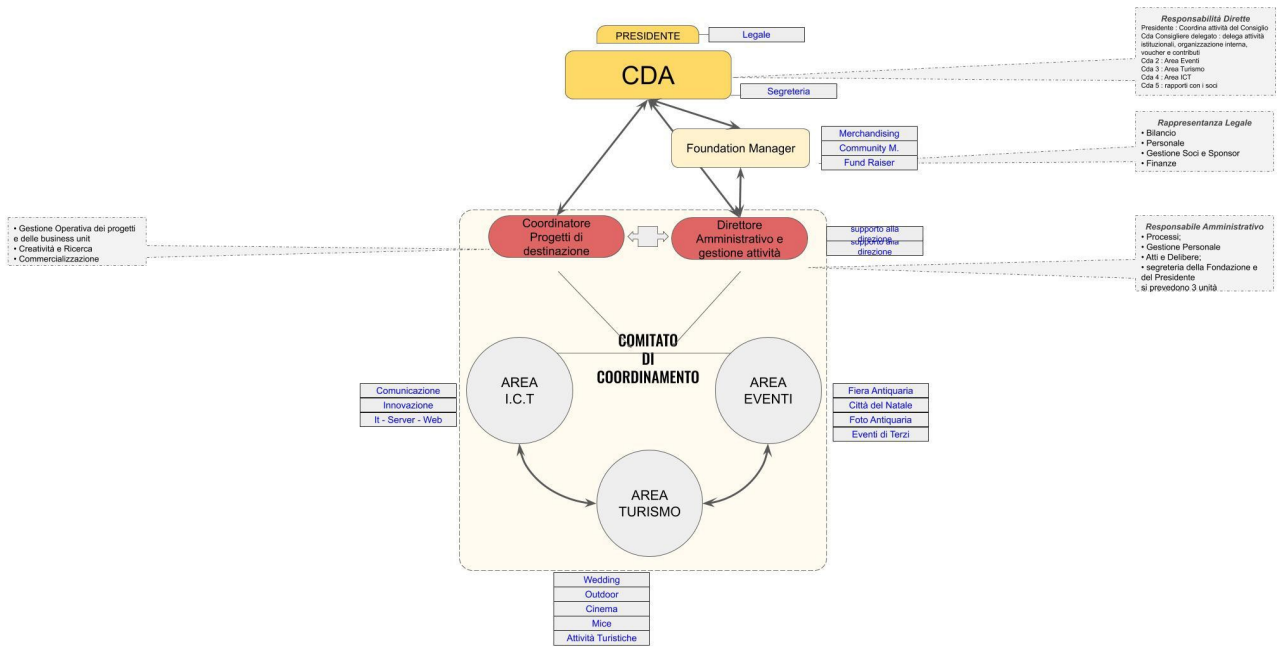 PRESIDENTE
Legale
CDA
Segreteria
Responsabilità Dirette
Presidente : Coordina attività del Consiglio
Cda Consigliere delegato : delega attività
istituzionali, organizzazione interna,
voucher e contributi
Cda 2 : Area Eventi
Cda 3 : Area Turismo
Cda 4 : Area ICT
Cda 5 : rapporti con i soci
Foundation Manager
Merchandising
Community M.
Fund Raiser
Rappresentanza Legale
• Bilancio
• Personale
• Gestione Soci e Sponsor
• Finanze
• Gestione Operativa dei progetti
e delle business unit
• Creatività e Ricerca
• Commercializzazione
Coordinatore
Progetti di
destinazione
Direttore
Amministrativo e
gestione attività
supporto alla
direzione
supporto alla
direzione
Responsabile Amministrativo
• Processi;
• Gestione Personale
• Atti e Delibere;
• segreteria della Fondazione e
del Presidente
si prevedono 3 unità
COMITATO
DI
COORDINAMENTO
AREA
I.C.T
Comunicazione
Innovazione
It - Server - Web
AREA
EVENTI
Fiera Antiquaria
Città del Natale
Foto Antiquaria
Eventi di Terzi
AREA
TURISMO
Wedding
Outdoor
Cinema
Mice
Attività Turistiche